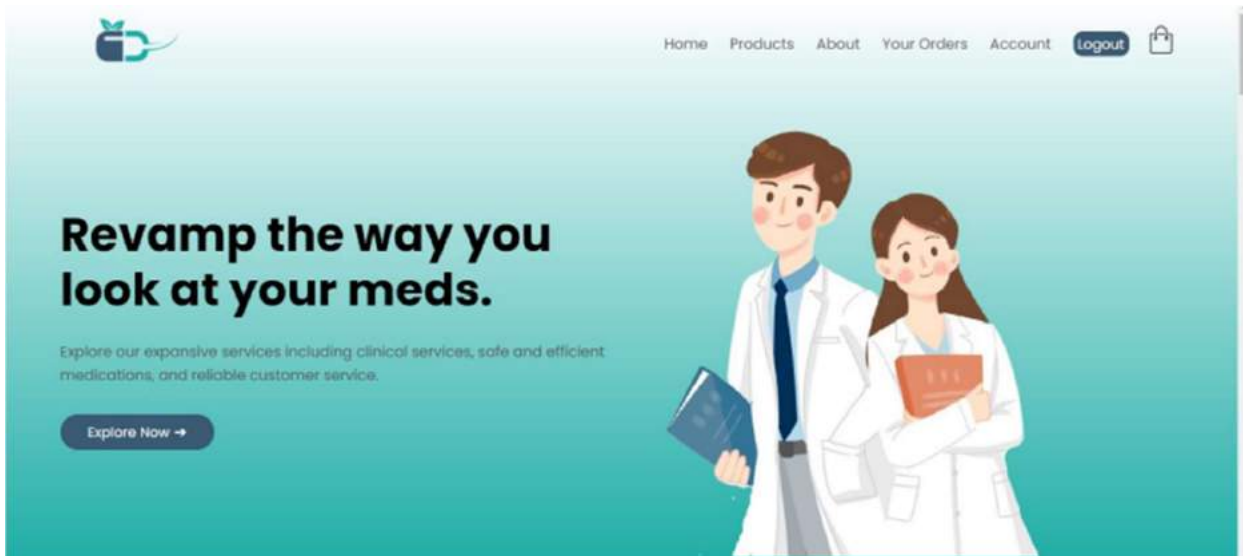 Home Products About Your Orders Account Logout
Revamp the way you
look at your meds.
Explore our expansive services including clinical services, safe and efficient
medications, and reliable customer service.
Explore Now →